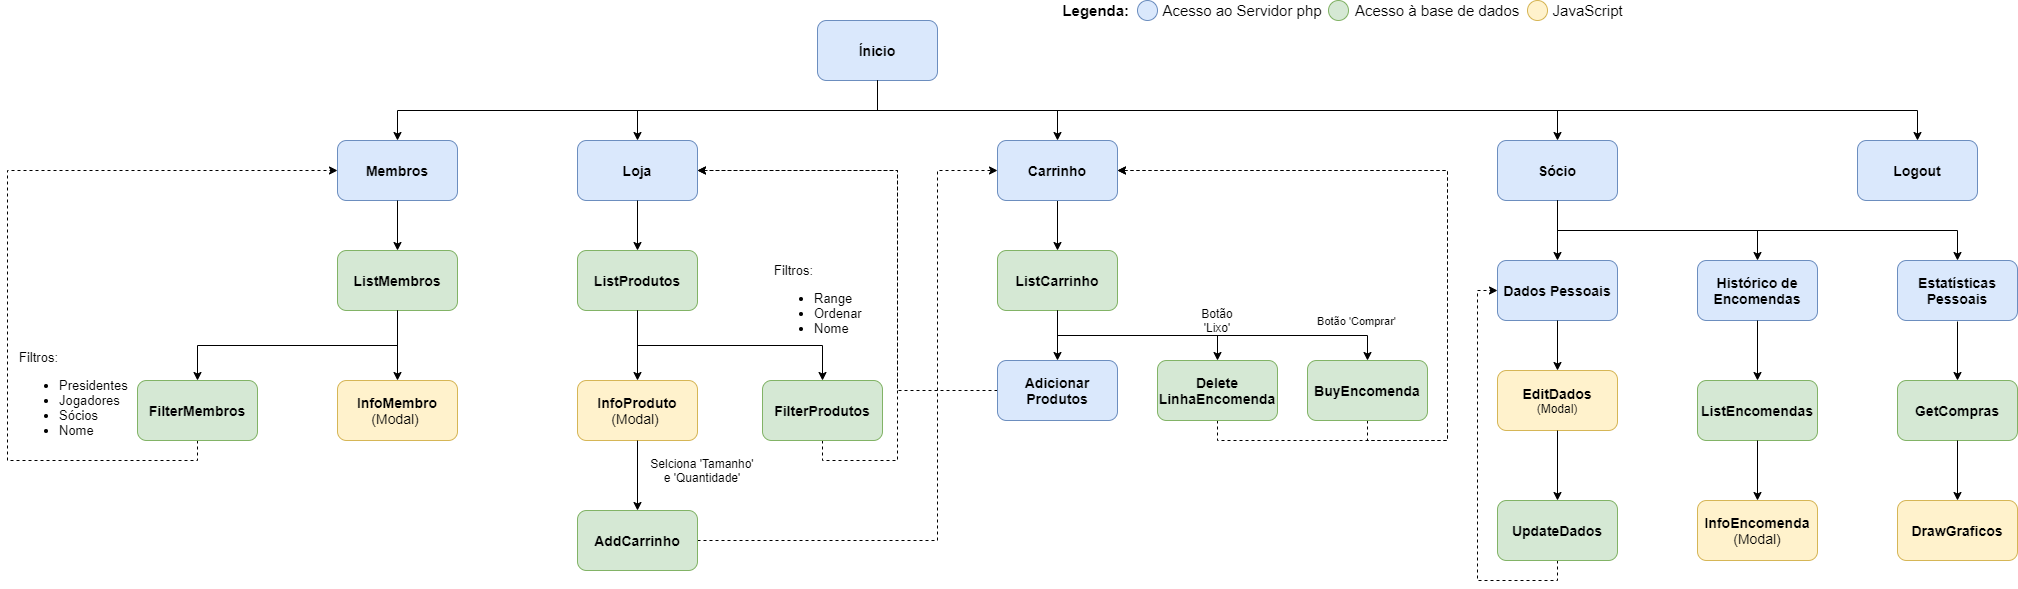 Legenda: Acesso ao Servidor php Acesso à base de dados JavaScript
Ínicio
Membros
Loja
Carrinho
Sócio
Logout
ListMembros
ListProdutos
ListCarrinho
Dados Pessoais
Histórico de
Encomendas
Estatísticas
Pessoais
Filtros:
Range
Ordenar
Nome
Botão
'Lixo'
Botão 'Comprar'
Filtros:
Presidentes
Jogadores
Sócios
Nome
FilterMembros
InfoMembro
(Modal)
InfoProduto
(Modal)
FilterProdutos
Adicionar
Produtos
Delete
LinhaEncomenda
BuyEncomenda
EditDados
(Modal)
ListEncomendas
GetCompras
Selciona 'Tamanho'
e 'Quantidade'
AddCarrinho
UpdateDados
InfoEncomenda
(Modal)
DrawGraficos